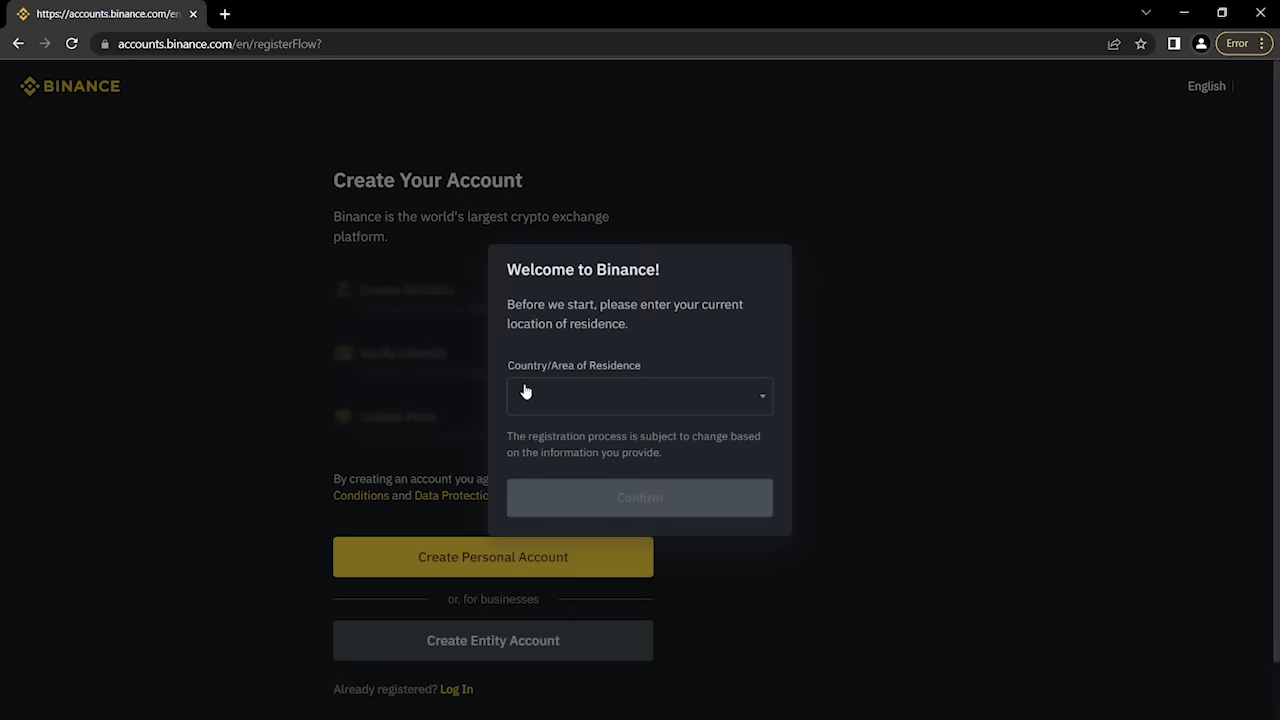 https://accounts.binance.com/en
accounts.binance.com/en/registerFlow?
Error
BINANCE
English
Create Your Account
Binance is the world's largest crypto exchange
platform.
Welcome to Binance!
Before we start, please enter your current
location of residence.
Country/Area of Residence
The registration process is subject to change based
on the information you provide.
Confirm
Verify Identity
By creating an account you ag
Conditions and Data Protectio
Create Personal Account
or, for businesses
Create Entity Account
Already registered? Log In